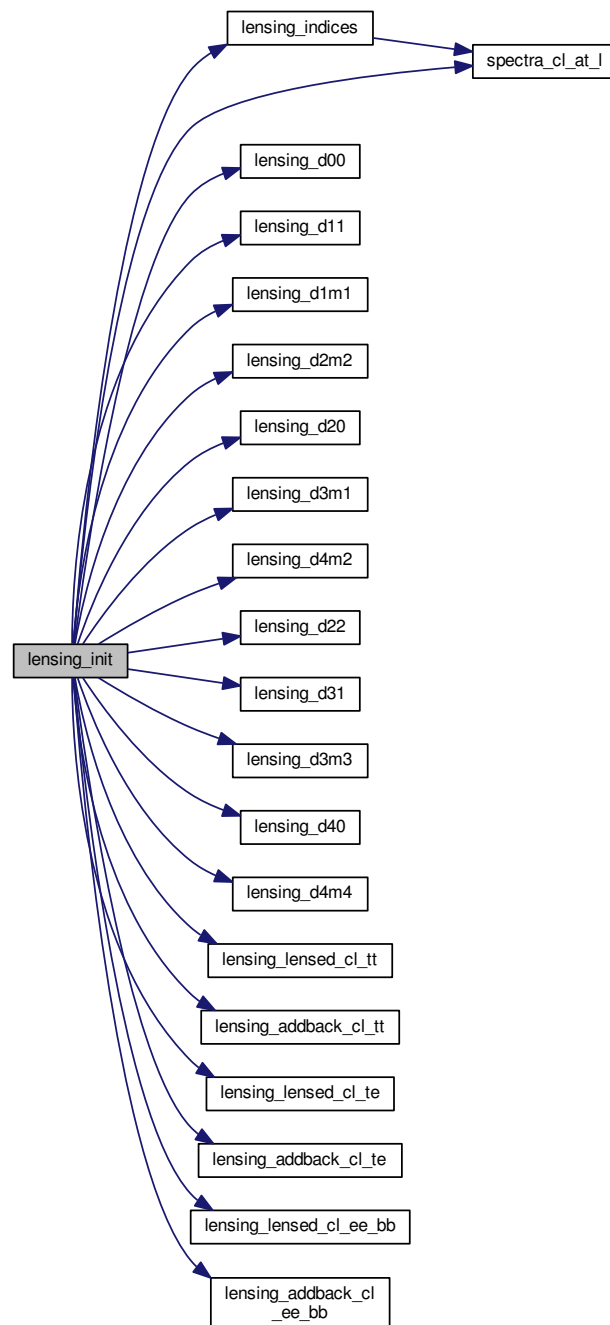 lensing_indices
spectra_cl_at_l
lensing_d00
lensing_d11
lensing_d1m1
lensing_d2m2
lensing_d20
lensing_d3m1
lensing_d4m2
lensing_d22
lensing_init
lensing_d31
lensing_d3m3
lensing_d40
lensing_d4m4
lensing_lensed_cl_tt
lensing_addback_cl_tt
lensing_lensed_cl_te
lensing_addback_cl_te
lensing_lensed_cl_ee_bb
lensing_addback_cl
_ee_bb